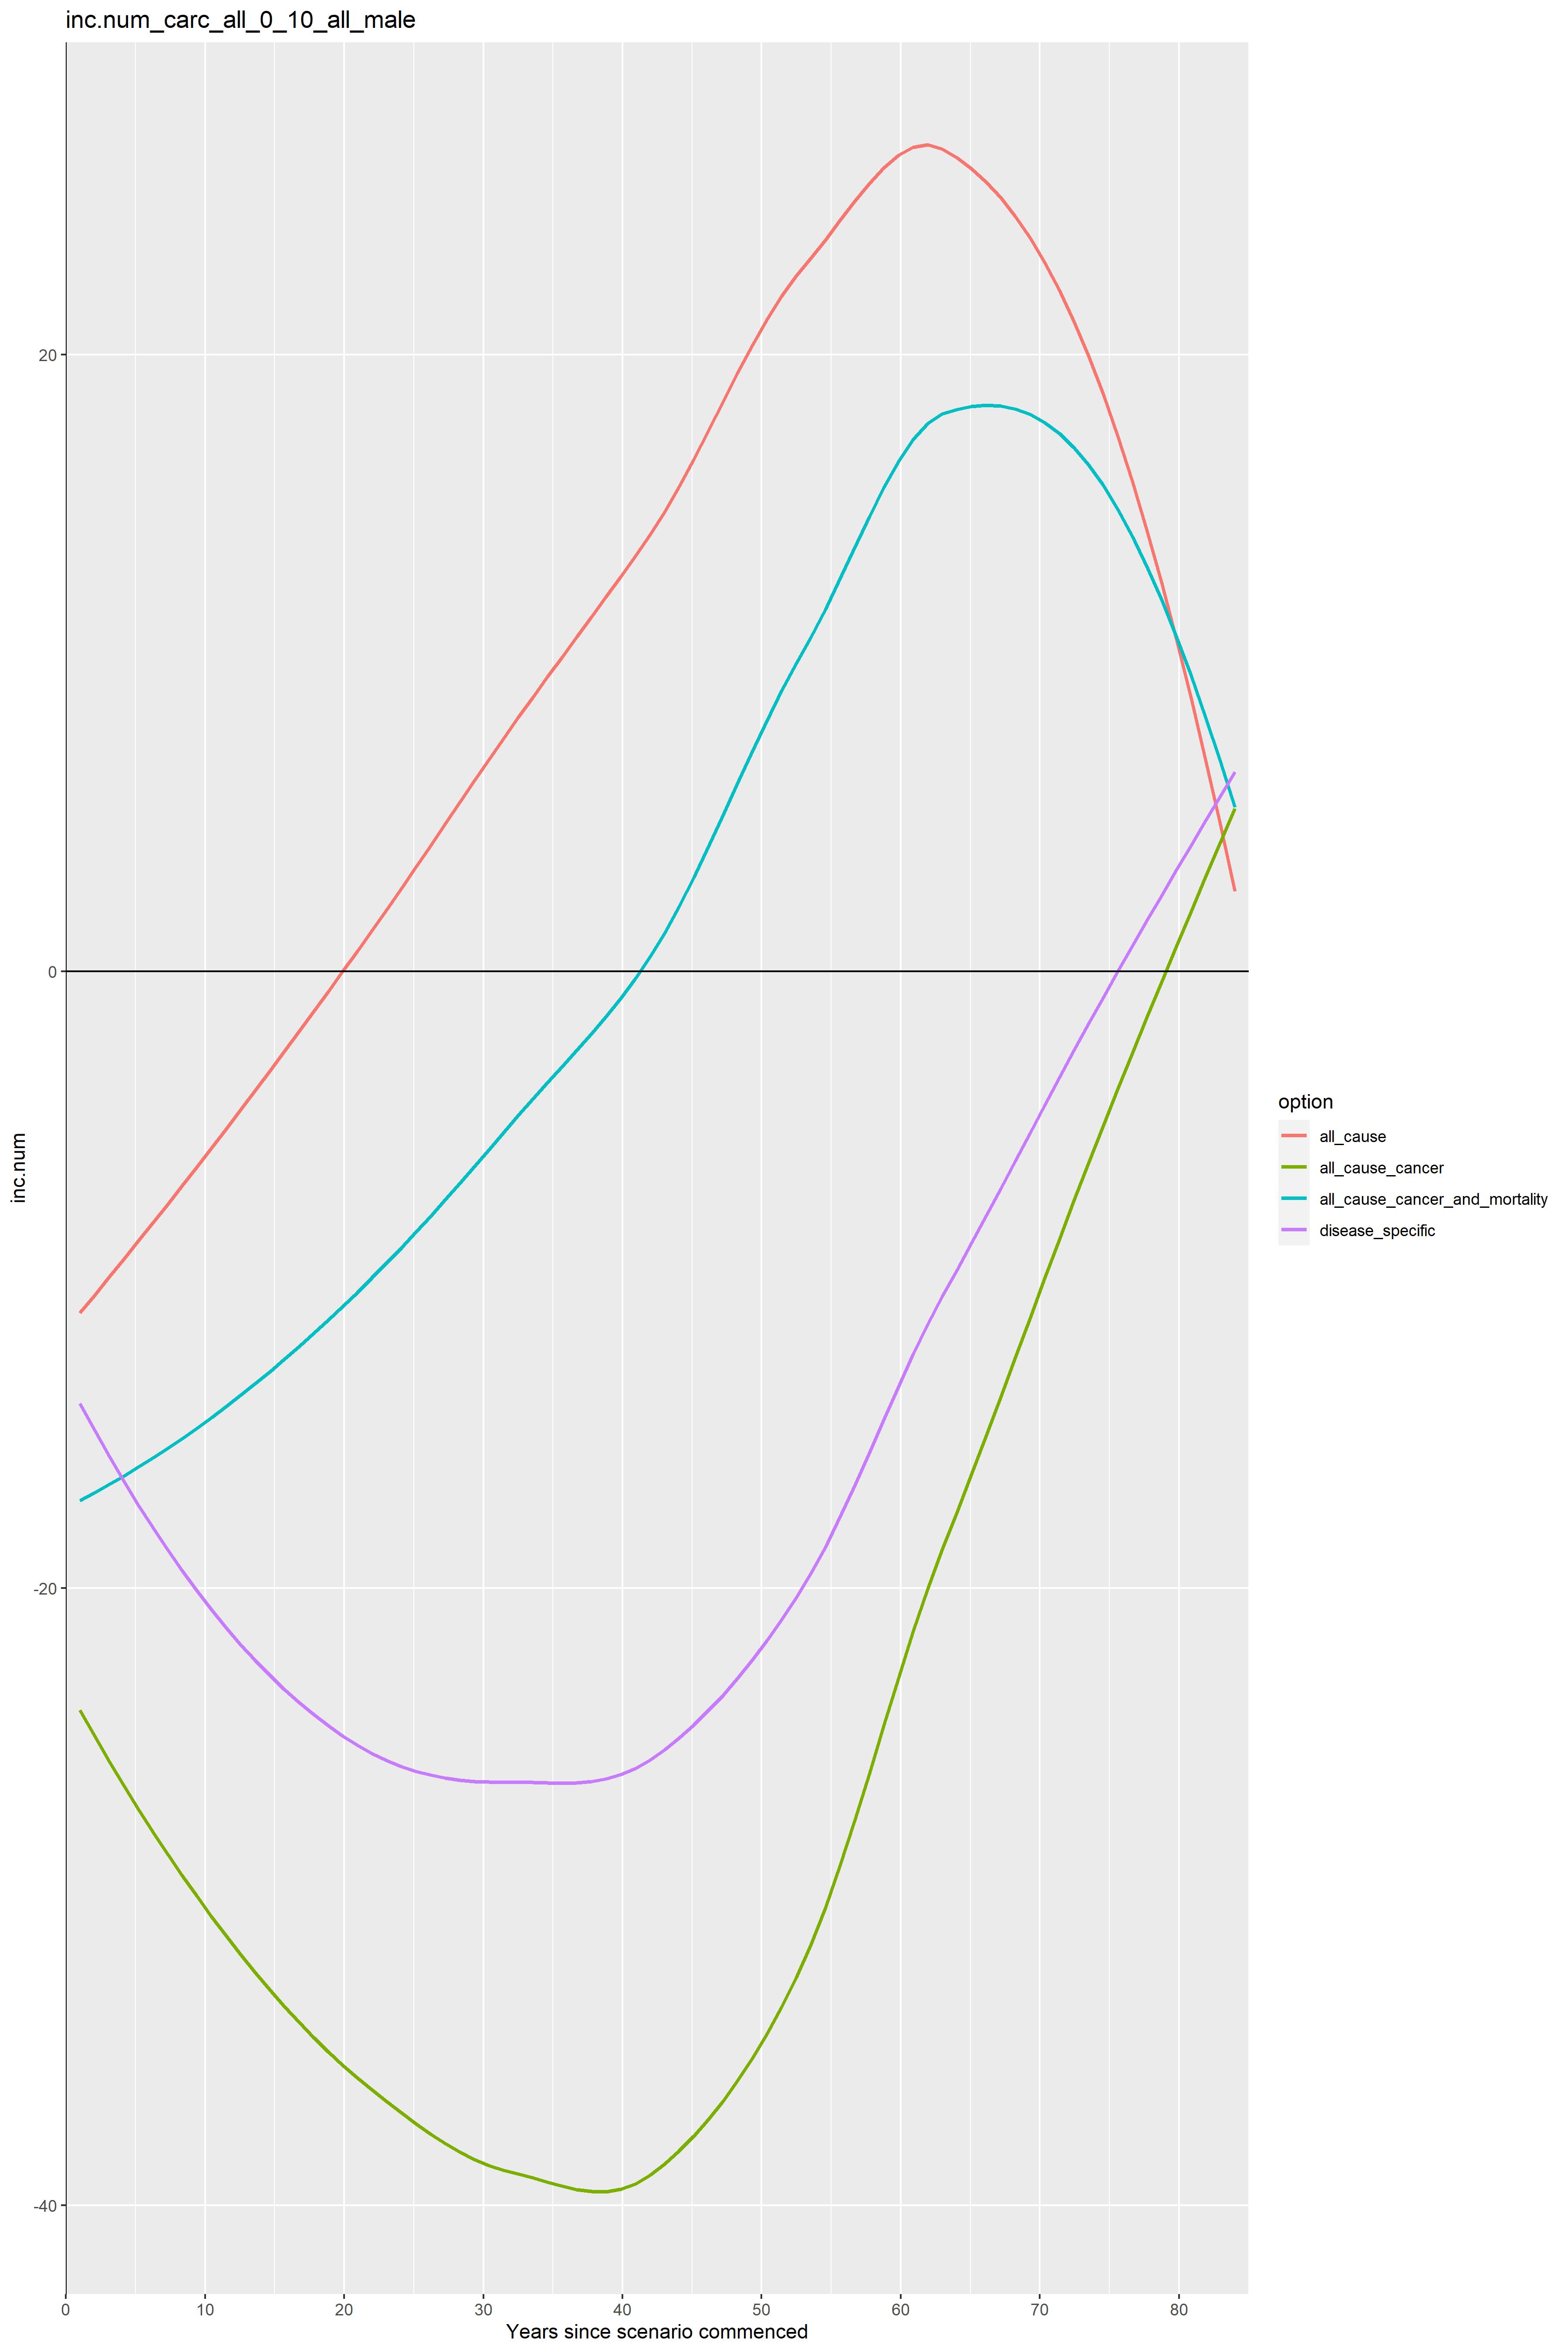 inc.num_carc_all_0_10_all_male
20
0
-20
-40
inc.num
0 10 20 30 40 50 60 70 80
Years since scenario commenced
option
all_cause
all_cause_cancer
all_cause_cancer_and_mortality
disease_specific